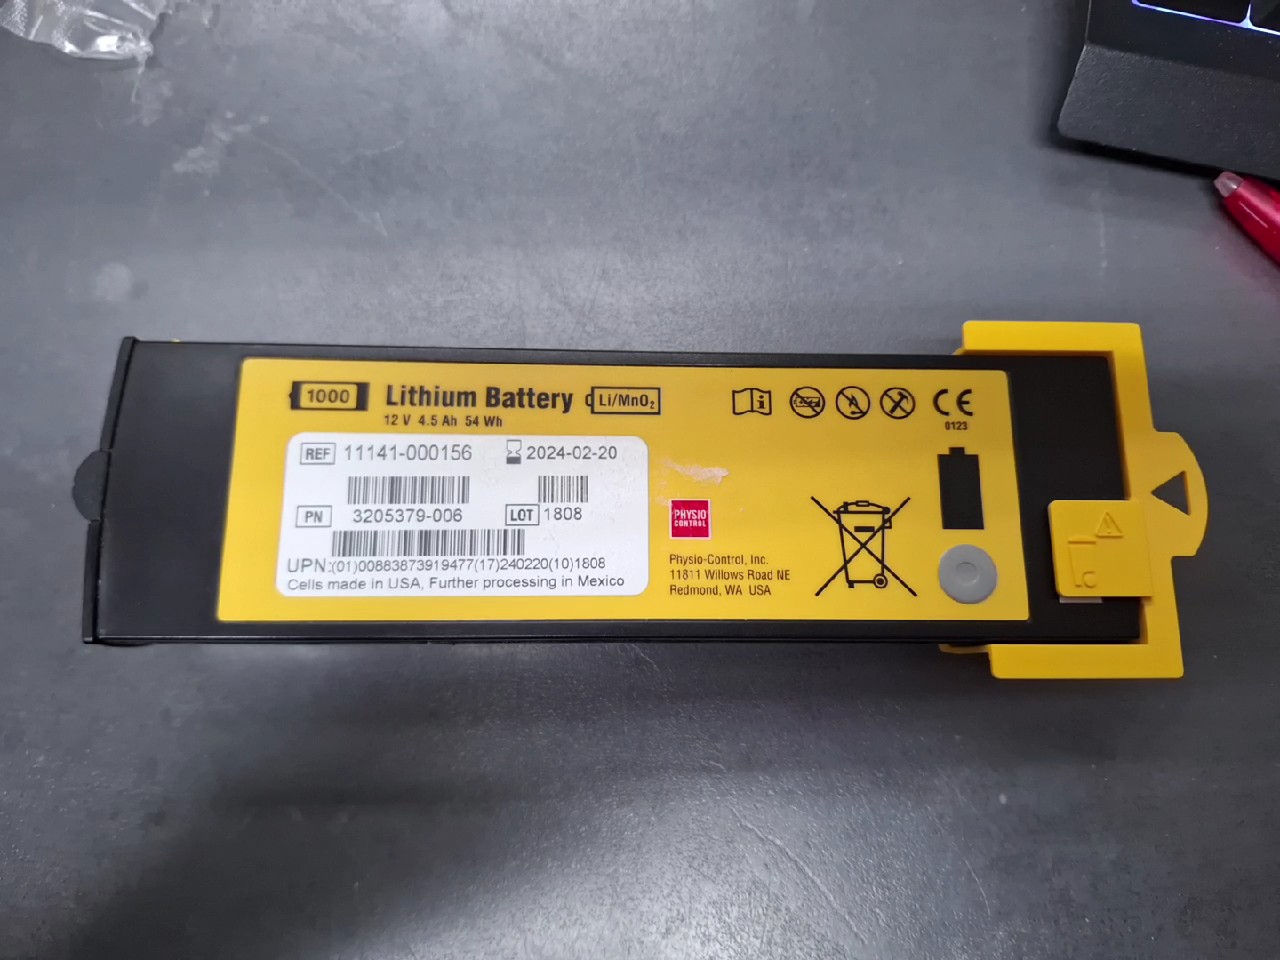 1000 Lithium Battery Li/MnO₂
12 V 4.5 Ah 54 Wh
REF 11141-000156 2024-02-20
PN 3205379-006 LOT 1808
UPN:(01)00883873919477(17)240220(10)1808
Cells made in USA, Further processing in Mexico
CE
0123
PHYSIO
CONTROL
Physio-Control, Inc.
11811 Willows Road NE
Redmond, WA USA